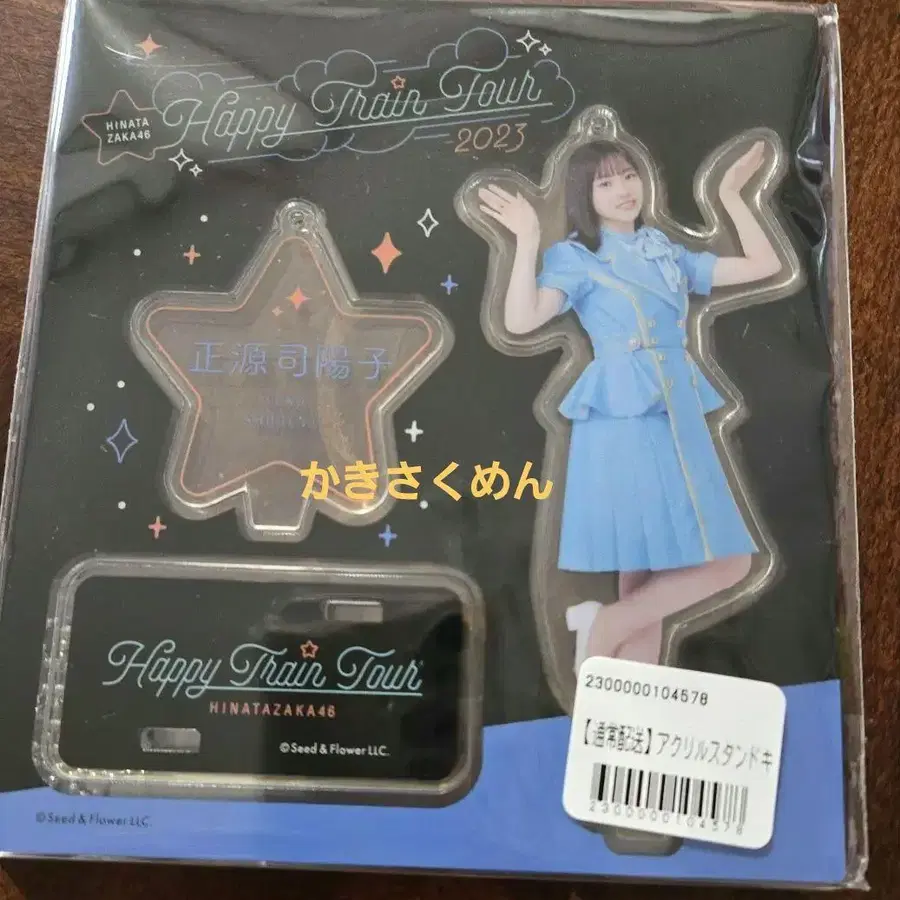 HINATA
ZAKA46
Happy Train Tour
2023
正源司陽子
かきさくめん
Happy Train Tour
HINATAZAKA46
©Seed & Flower LLC.
2300000104578
【通常配送】アクリルスタンドキ
2300000104578
©Seed & Flower LLC.